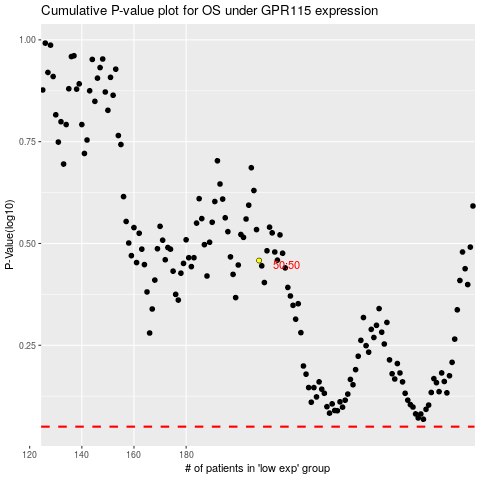 Cumulative P-value plot for OS under GPR115 expression
P-Value(log10)
1.00
0.75
0.50
0.25
50:50
120 140 160 180
# of patients in 'low exp' group